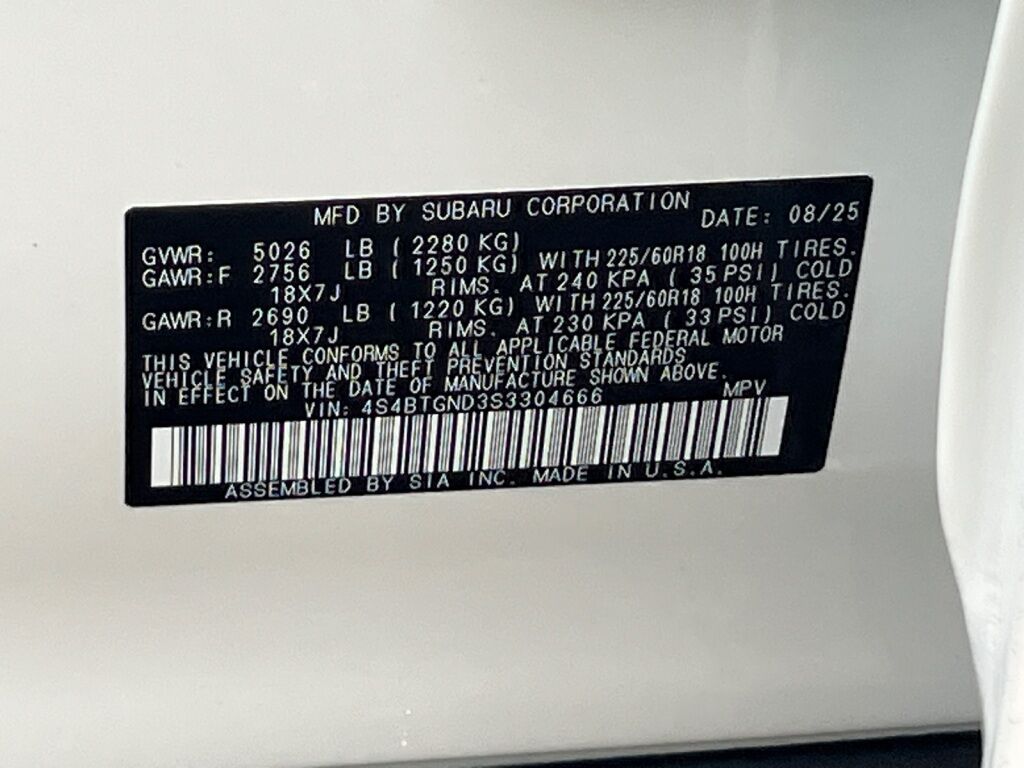 MFD BY SUBARU CORPORATION DATE: 08/25
GVWR: 5026 LB ( 2280 KG)
GAWR:F 2756 LB ( 1250 KG) WITH 225/60R18 100H TIRES.
18X7J RIMS. AT 240 KPA ( 35 PSI) COLD
GAWR:R 2690 LB ( 1220 KG) WITH 225/60R18 100H TIRES.
18X7J RIMS. AT 230 KPA ( 33 PSI) COLD
THIS VEHICLE CONFORMS TO ALL APPLICABLE FEDERAL MOTOR
VEHICLE SAFETY AND THEFT PREVENTION STANDARDS
IN EFFECT ON THE DATE OF MANUFACTURE SHOWN ABOVE.
VIN: 4S4BTGND3S3304666 MPV
ASSEMBLED BY SIA INC. MADE IN U.S.A.